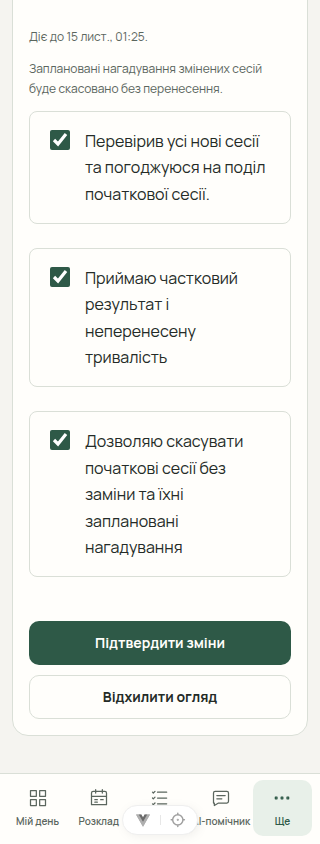 Діє до 15 лист., 01:25.
Заплановані нагадування змінених сесій
буде скасовано без перенесення.
Перевірив усі нові сесії
та погоджуюся на поділ
початкової сесії.
Приймаю частковий
результат і
неперенесену
тривалість
Дозволяю скасувати
початкові сесії без
заміни та їхні
заплановані
нагадування
Підтвердити зміни
Відхилити огляд
Мій день
Розклад
І-помічник
Ще